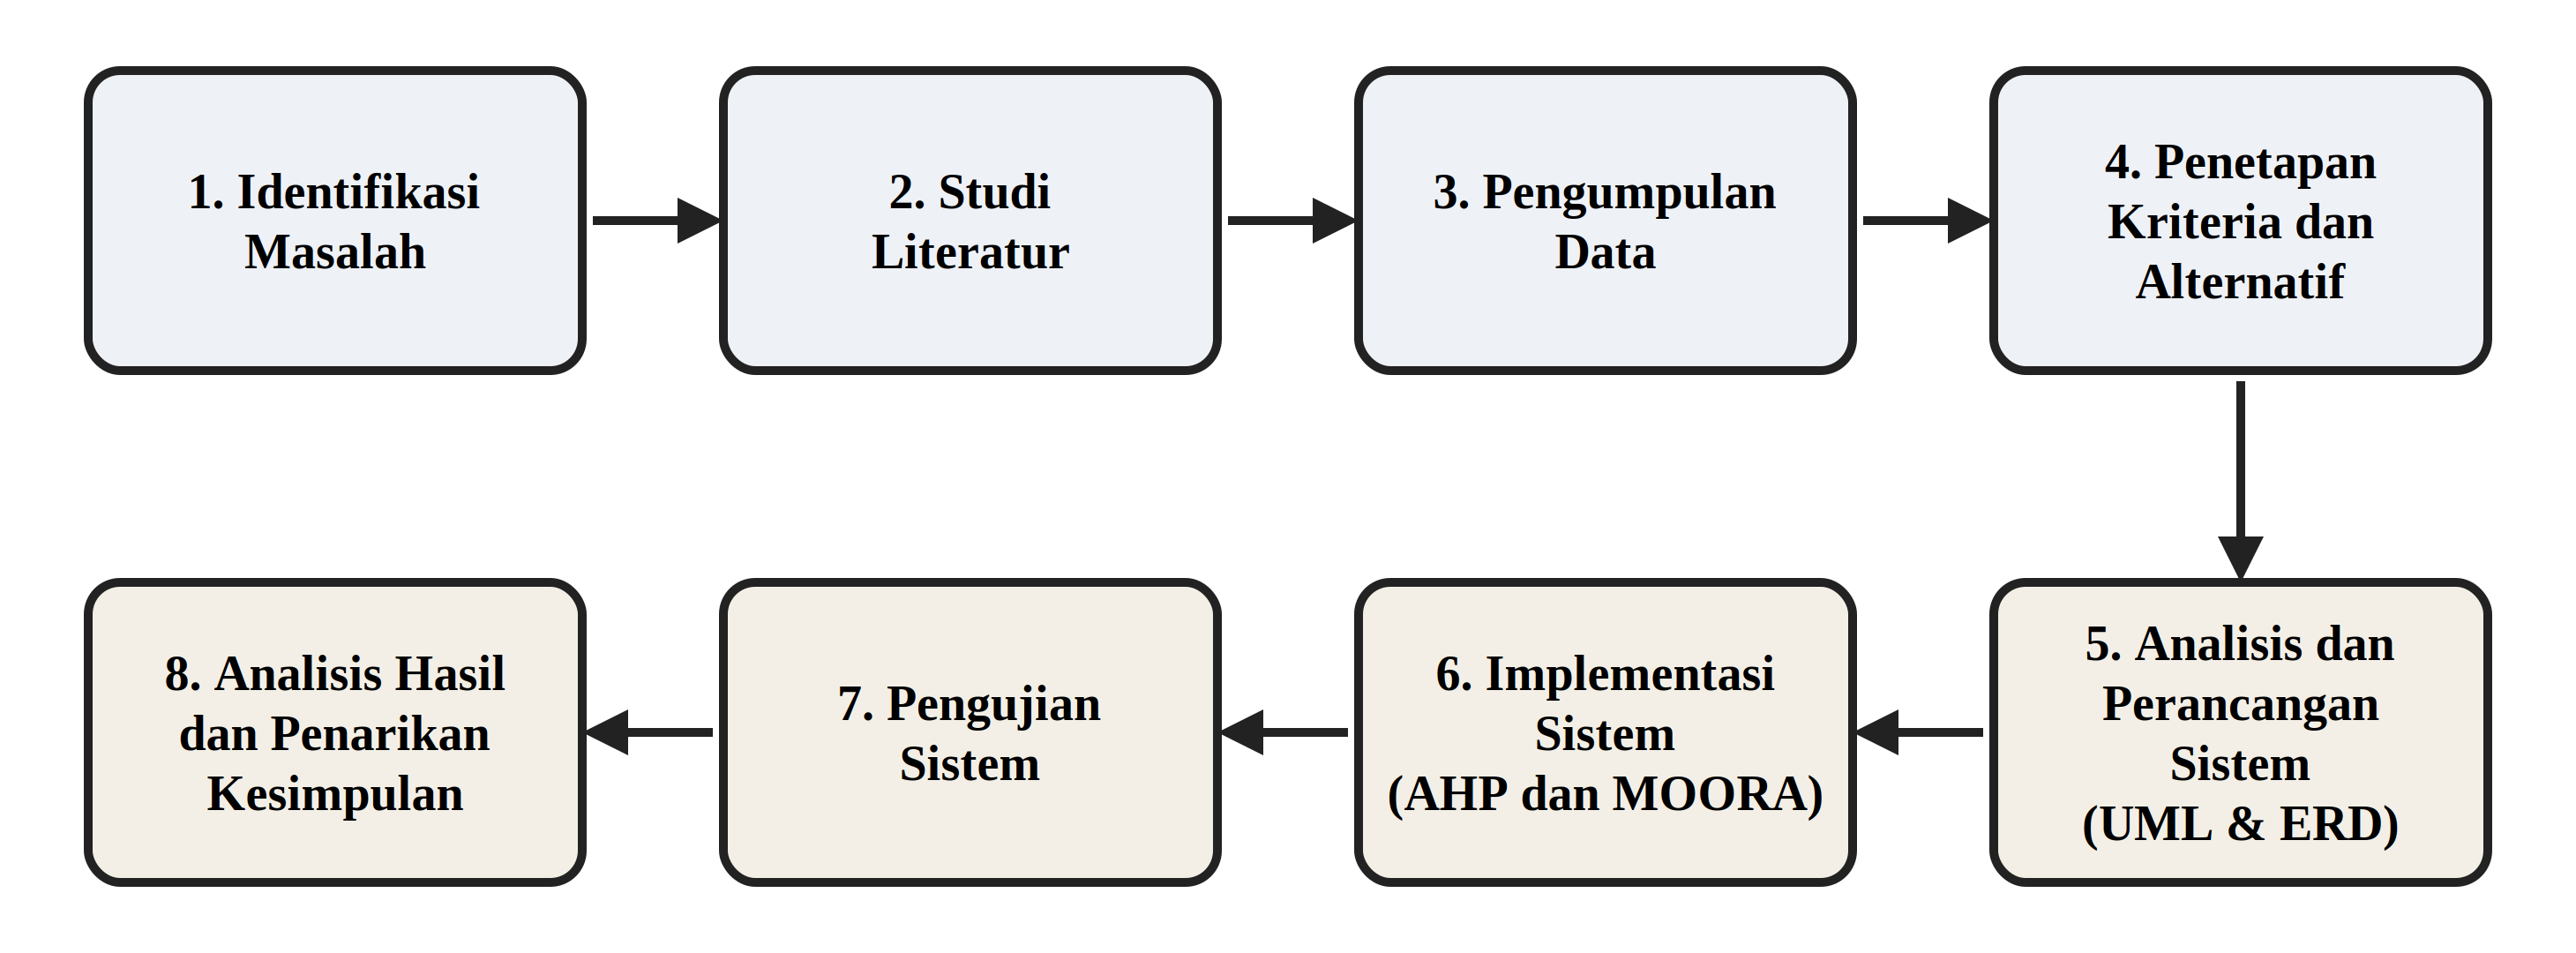 1. Identifikasi
Masalah
2. Studi
Literatur
3. Pengumpulan
Data
4. Penetapan
Kriteria dan
Alternatif
5. Analisis dan
Perancangan
Sistem
(UML & ERD)
6. Implementasi
Sistem
(AHP dan MOORA)
7. Pengujian
Sistem
8. Analisis Hasil
dan Penarikan
Kesimpulan